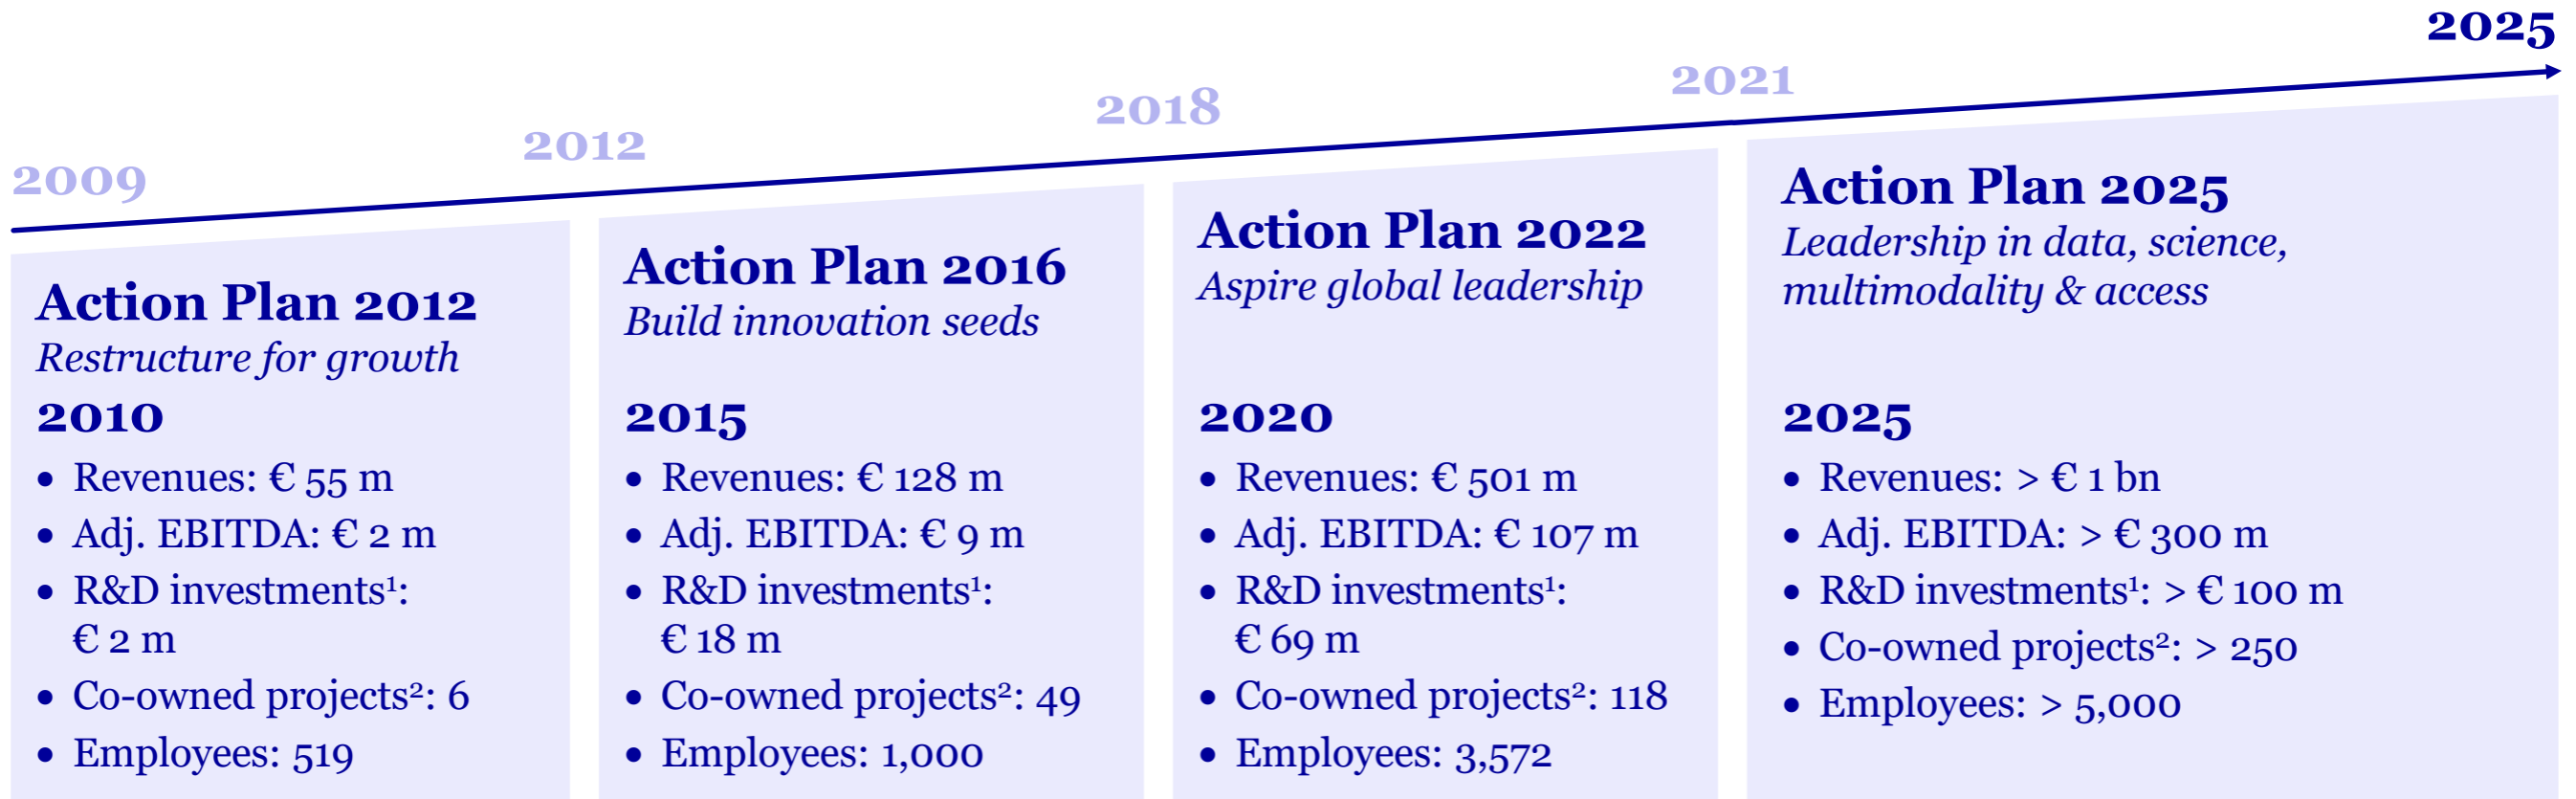 2009
2012
2018
2021
2025
Action Plan 2012
Restructure for growth
2010
• Revenues: € 55 m
• Adj. EBITDA: € 2 m
• R&D investments¹:
€ 2 m
• Co-owned projects²: 6
• Employees: 519
Action Plan 2016
Build innovation seeds
2015
• Revenues: € 128 m
• Adj. EBITDA: € 9 m
• R&D investments¹:
€ 18 m
• Co-owned projects²: 49
• Employees: 1,000
Action Plan 2022
Aspire global leadership
2020
• Revenues: € 501 m
• Adj. EBITDA: € 107 m
• R&D investments¹:
€ 69 m
• Co-owned projects²: 118
• Employees: 3,572
Action Plan 2025
Leadership in data, science,
multimodality & access
2025
• Revenues: > € 1 bn
• Adj. EBITDA: > € 300 m
• R&D investments¹: > € 100 m
• Co-owned projects²: > 250
• Employees: > 5,000